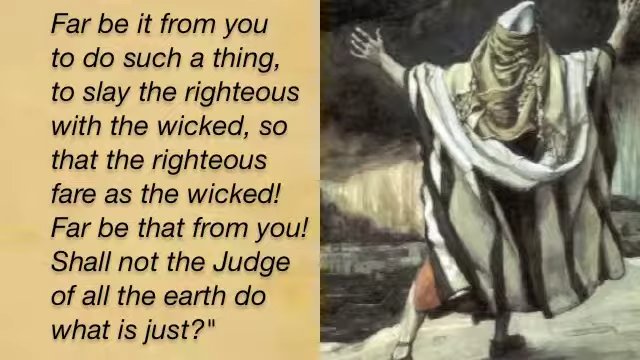 Far be it from you
to do such a thing,
to slay the righteous
with the wicked, so
that the righteous
fare as the wicked!
Far be that from you!
Shall not the Judge
of all the earth do
what is just?"